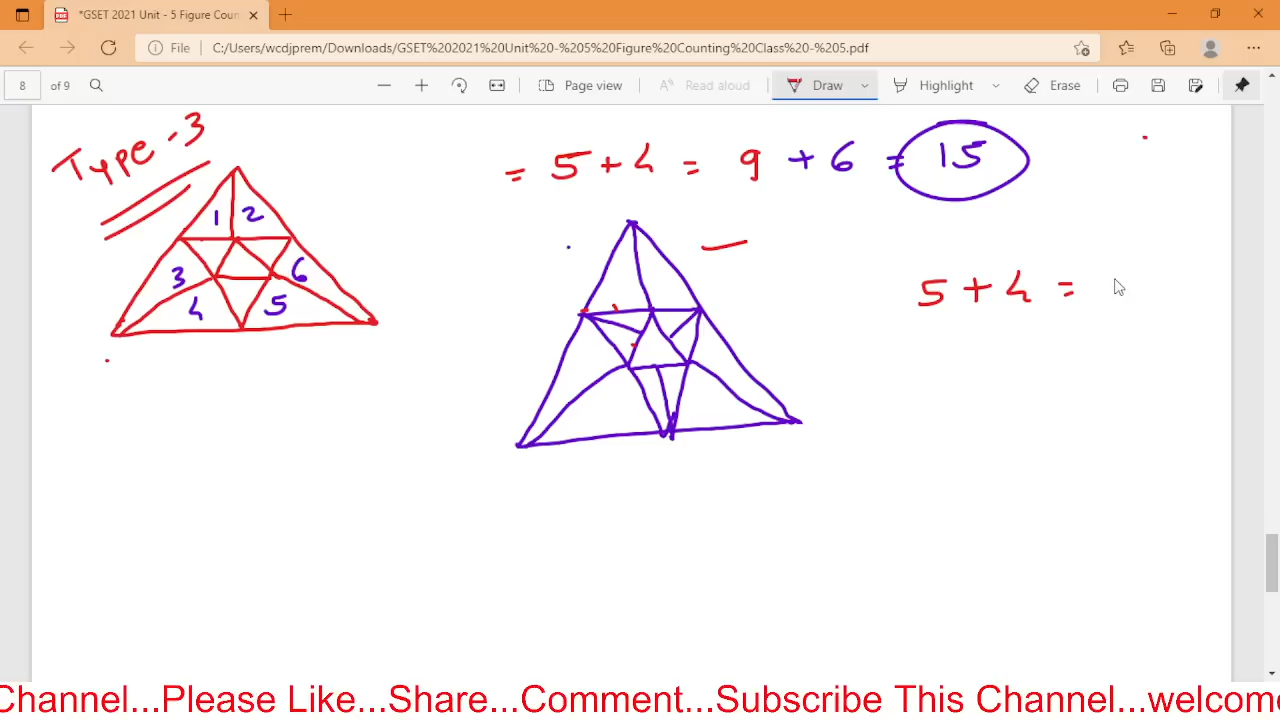 *GSET 2021 Unit - 5 Figure Coun
File
C:/Users/wcdjprem/Downloads/GSET%202021%20Unit%20-%205%20Figure%20Counting%20Class%20-%205.pdf
8 of 9
Page view
Read aloud
Draw
Highlight
Erase
Type-3
= 5 + 4 = 9 + 6 = 15
1 2
3 6
4 5
5 + 4 =
Channel...Please Like...Share...Comment...Subscribe This Channel...welcome